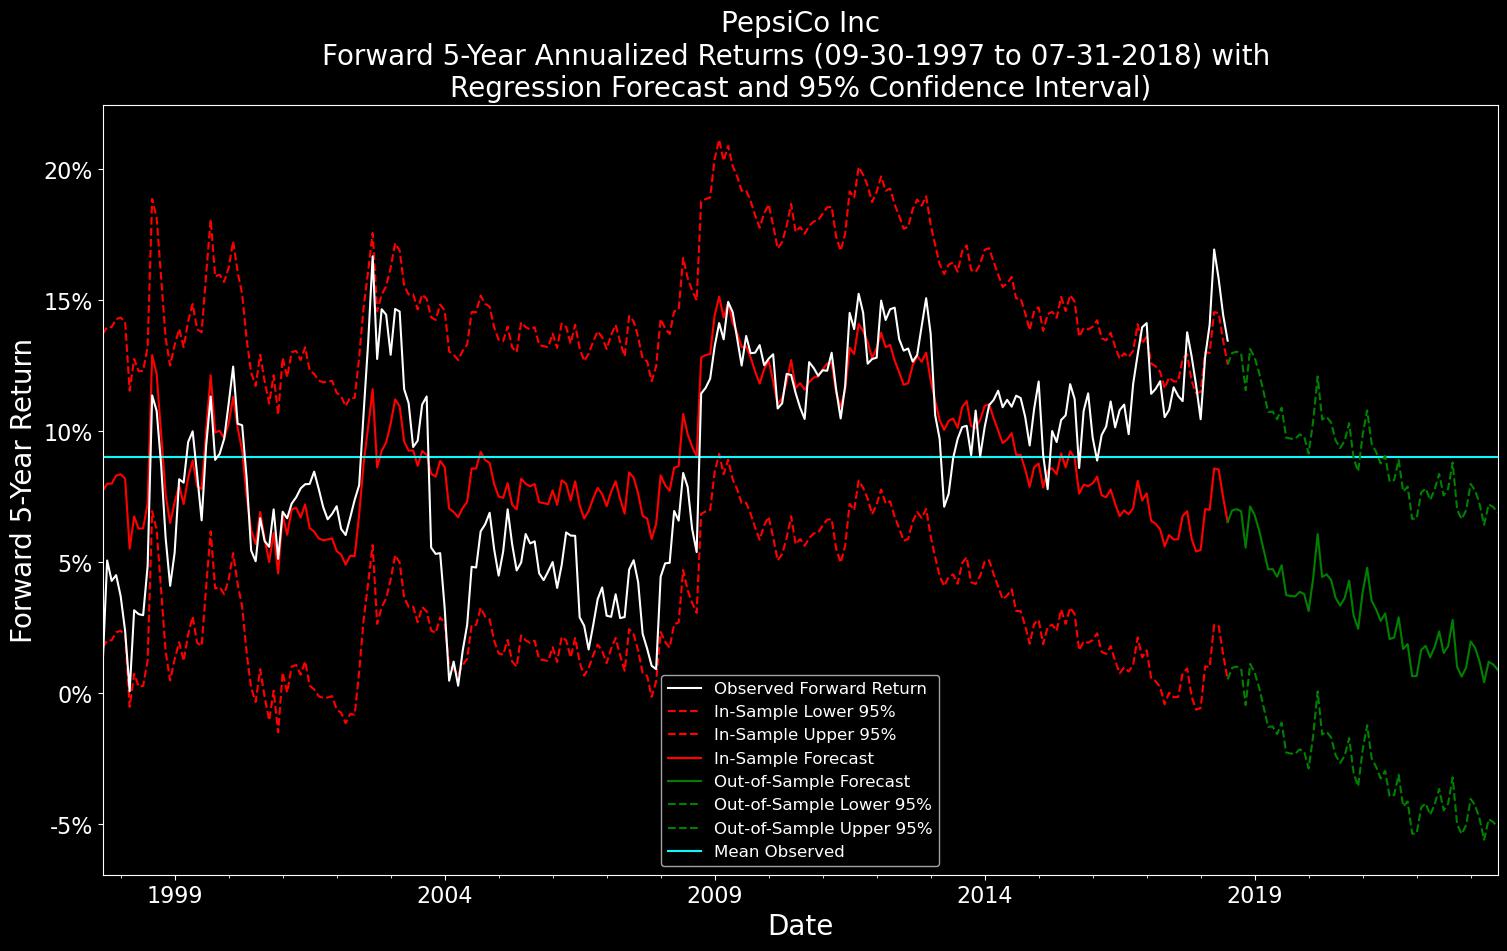 PepsiCo Inc
Forward 5-Year Annualized Returns (09-30-1997 to 07-31-2018) with
Regression Forecast and 95% Confidence Interval)
Forward 5-Year Return
20%
15%
10%
5%
0%
-5%
Observed Forward Return
In-Sample Lower 95%
In-Sample Upper 95%
In-Sample Forecast
Out-of-Sample Forecast
Out-of-Sample Lower 95%
Out-of-Sample Upper 95%
Mean Observed
1999
2004
2009
2014
2019
Date